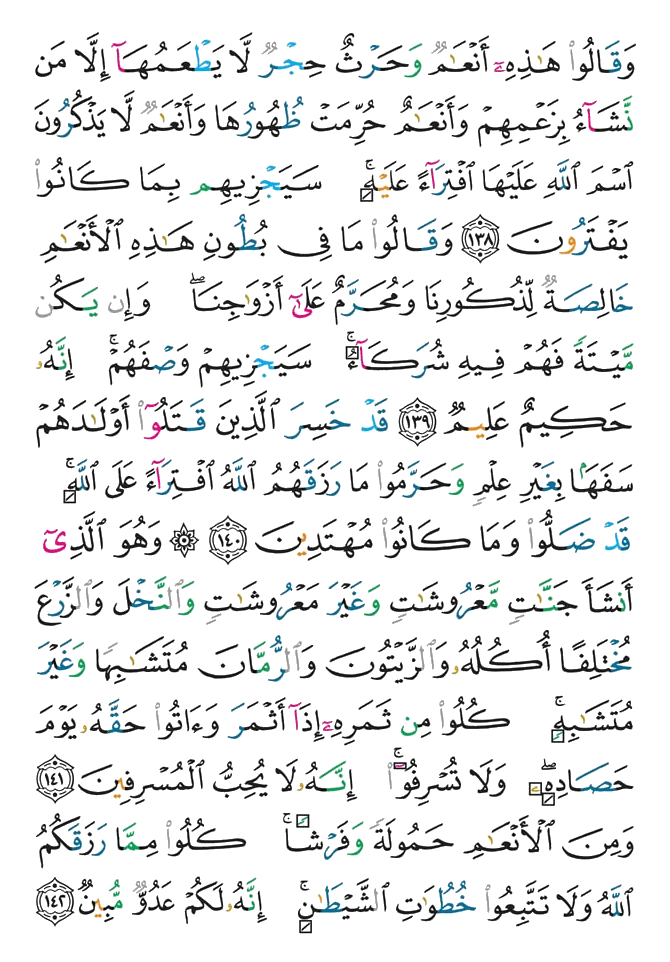 وَقَالُوا۟ هَـٰذِهِۦٓ أَنْعَـٰمٌ وَحَرْثٌ حِجْرٌ لَّا يَطْعَمُهَآ إِلَّا مَن
نَّشَآءُ بِزَعْمِهِمْ وَأَنْعَـٰمٌ حُرِّمَتْ ظُهُورُهَا وَأَنْعَـٰمٌ لَّا يَذْكُرُونَ
ٱسْمَ ٱللَّهِ عَلَيْهَا ٱفْتِرَآءً عَلَيْهِ ۚ سَيَجْزِيهِم بِمَا كَانُوا۟
يَفْتَرُونَ ١٣٨ وَقَالُوا۟ مَا فِى بُطُونِ هَـٰذِهِ ٱلْأَنْعَـٰمِ
خَالِصَةٌ لِّذُكُورِنَا وَمُحَرَّمٌ عَلَىٰٓ أَزْوَٰجِنَا ۖ وَإِن يَكُن
مَّيْتَةً فَهُمْ فِيهِ شُرَكَآءُ ۚ سَيَجْزِيهِمْ وَصْفَهُمْ ۚ إِنَّهُۥ
حَكِيمٌ عَلِيمٌ ١٣٩ قَدْ خَسِرَ ٱلَّذِينَ قَتَلُوٓا۟ أَوْلَـٰدَهُمْ
سَفَهًۢا بِغَيْرِ عِلْمٍ وَحَرَّمُوا۟ مَا رَزَقَهُمُ ٱللَّهُ ٱفْتِرَآءً عَلَى ٱللَّهِ ۚ
قَدْ ضَلُّوا۟ وَمَا كَانُوا۟ مُهْتَدِينَ ١٤٠ ۞ وَهُوَ ٱلَّذِىٓ
أَنشَأَ جَنَّـٰتٍ مَّعْرُوشَـٰتٍ وَغَيْرَ مَعْرُوشَـٰتٍ وَٱلنَّخْلَ وَٱلزَّرْعَ
مُخْتَلِفًا أُكُلُهُۥ وَٱلزَّيْتُونَ وَٱلرُّمَّانَ مُتَشَـٰبِهًا وَغَيْرَ
مُتَشَـٰبِهٍ ۚ كُلُوا۟ مِن ثَمَرِهِۦٓ إِذَآ أَثْمَرَ وَءَاتُوا۟ حَقَّهُۥ يَوْمَ
حَصَادِهِۦ ۖ وَلَا تُسْرِفُوٓا۟ ۚ إِنَّهُۥ لَا يُحِبُّ ٱلْمُسْرِفِينَ ١٤١
وَمِنَ ٱلْأَنْعَـٰمِ حَمُولَةً وَفَرْشًا ۚ كُلُوا۟ مِمَّا رَزَقَكُمُ
ٱللَّهُ وَلَا تَتَّبِعُوا۟ خُطُوَٰتِ ٱلشَّيْطَـٰنِ ۚ إِنَّهُۥ لَكُمْ عَدُوٌّ مُّبِينٌ ١٤٢